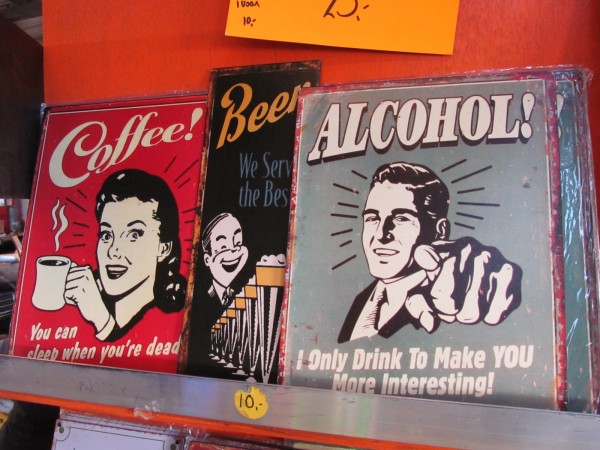 10,-
25,-
Coffee!
You can
sleep when you're dead
Beer
We Serv
the Bes
ALCOHOL!
I Only Drink To Make YOU
More Interesting!
10,-